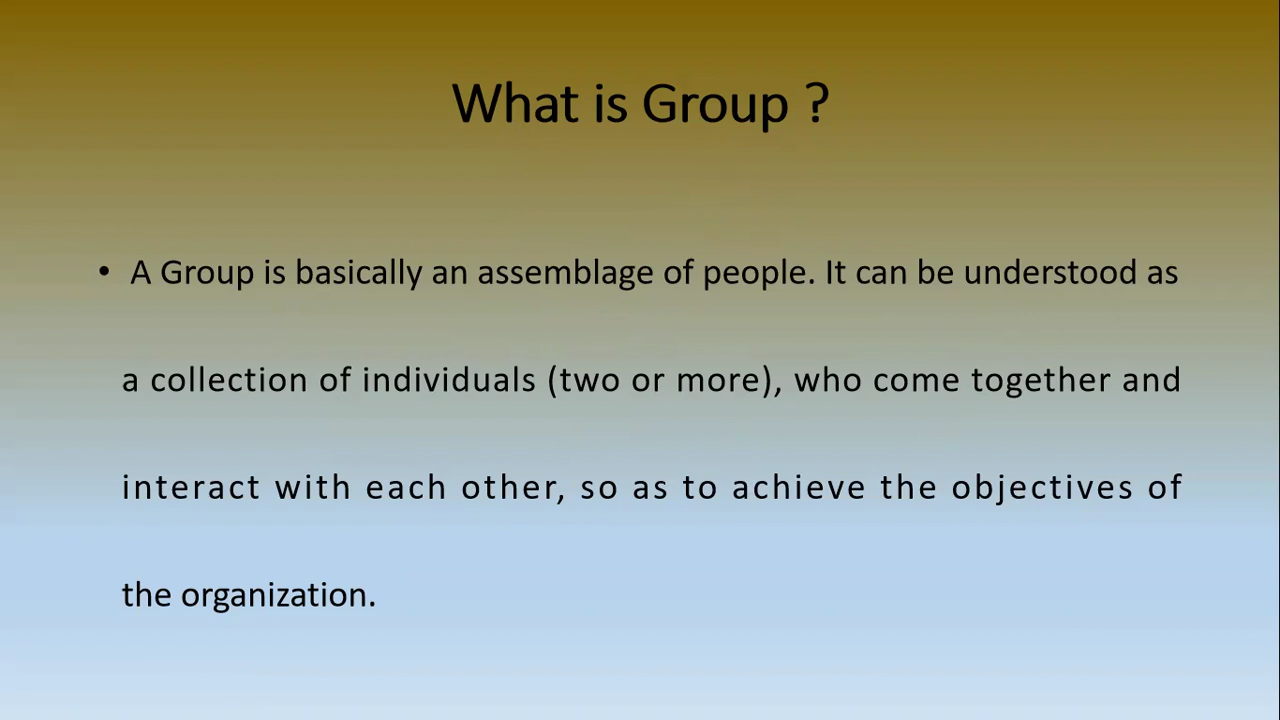 What is Group ?
• A Group is basically an assemblage of people. It can be understood as
a collection of individuals (two or more), who come together and
interact with each other, so as to achieve the objectives of
the organization.